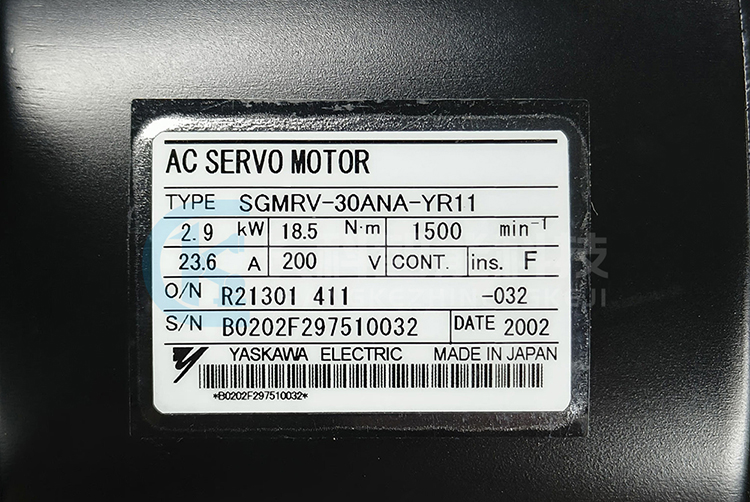 AC SERVO MOTOR
TYPE SGMRV-30ANA-YR11
2.9 kW 18.5 N·m 1500 min-1
23.6 A 200 V CONT. ins. F
O/N R21301 411 -032
S/N B0202F297510032 DATE 2002
YASKAWA ELECTRIC MADE IN JAPAN
*B0202F297510032*